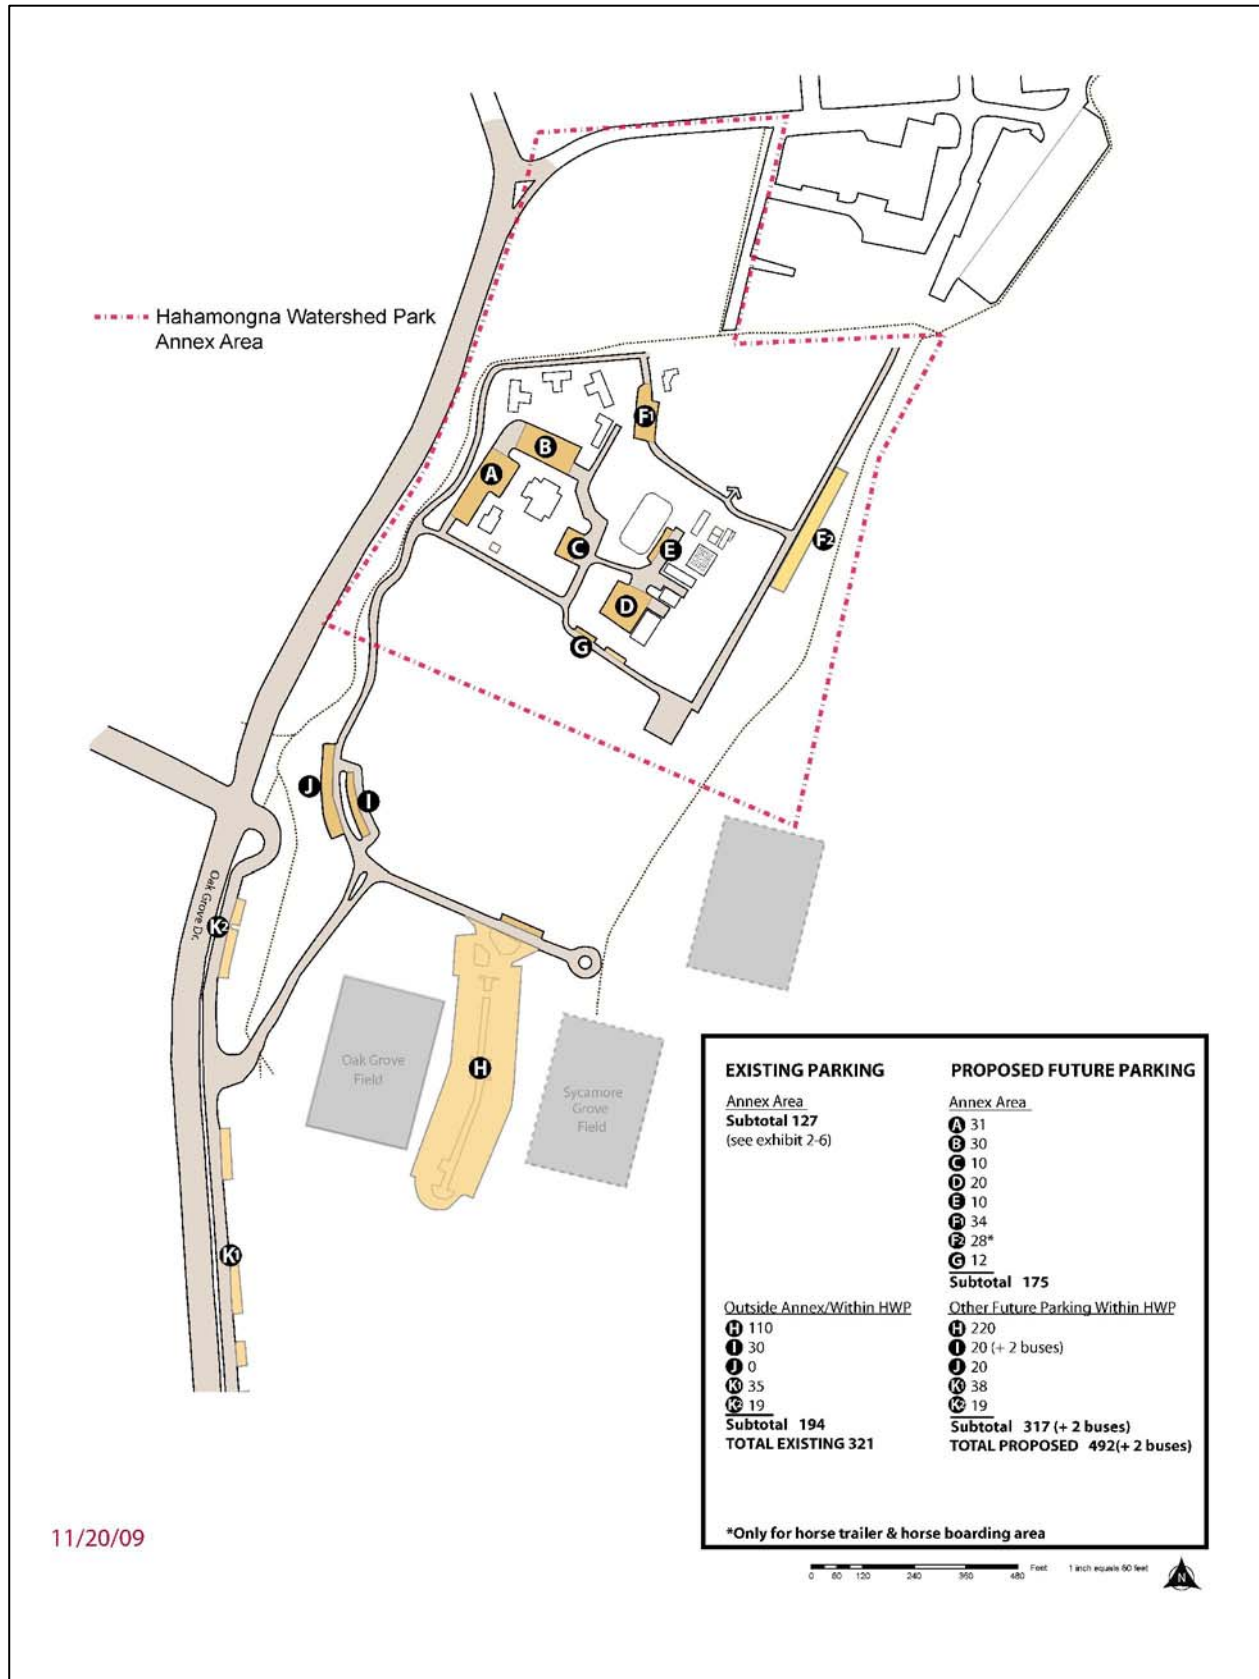 Hahamongna Watershed Park
Annex Area
F1
B
A
F2
C
E
D
G
J
I
Oak Grove Dr.
K2
Oak Grove
Field
H
Sycamore
Grove
Field
K1
EXISTING PARKING
Annex Area
Subtotal 127
(see exhibit 2-6)
Outside Annex/Within HWP
H 110
I 30
J 0
K1 35
K2 19
Subtotal 194
TOTAL EXISTING 321
PROPOSED FUTURE PARKING
Annex Area
A 31
B 30
C 10
D 20
E 10
F1 34
F2 28*
G 12
Subtotal 175
Other Future Parking Within HWP
H 220
I 20 (+ 2 buses)
J 20
K1 38
K2 19
Subtotal 317 (+ 2 buses)
TOTAL PROPOSED 492(+ 2 buses)
*Only for horse trailer & horse boarding area
11/20/09
0 60 120 240 360 480 Feet
1 inch equals 60 feet
N